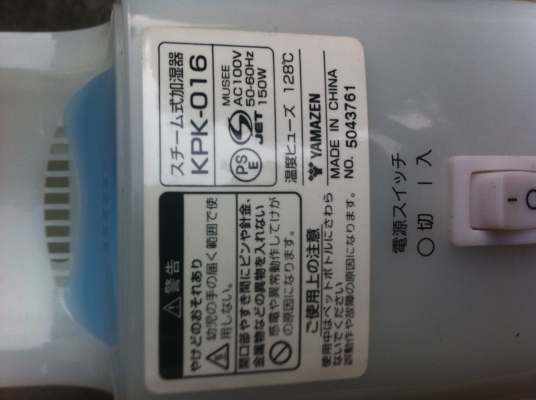 スチーム式加湿器
KPK-016
PS
E
JET
MUSEE
AC100V
50-60Hz
150W
温度ヒューズ 128℃
YAMAZEN
MADE IN CHINA
NO. 5043761
警告
やけどのおそれあり
幼児の手の届く範囲で使
用しない。
開口部やすき間にピンや針金、
金属物などの異物を入れない
感電や異常動作してけが
の原因になります。
ご使用上の注意
使用中はペットボトルにさわら
ないでください
誤動作や故障の原因になります。
電源スイッチ
○切 ー入